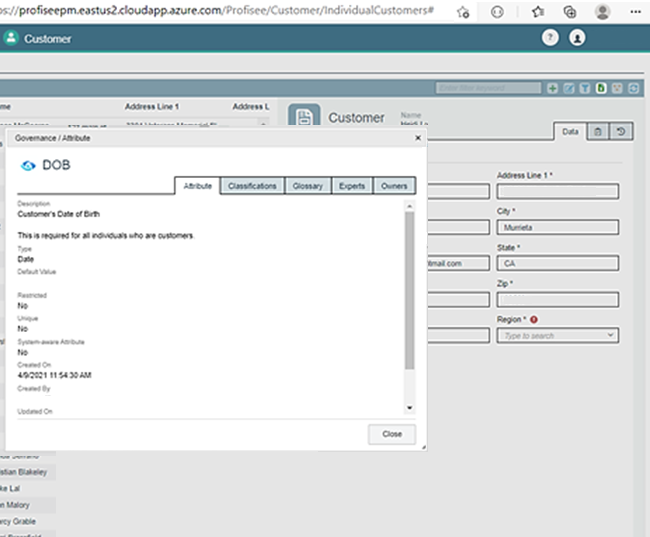 ps://profiseepm.eastus2.cloudapp.azure.com/Profisee/Customer/IndividualCustomers#
Customer
?
Enter filter keyword
me
Address Line 1
Address L
Customer
Name
Data
Governance / Attribute
×
DOB
Attribute
Classifications
Glossary
Experts
Owners
Description
Customer's Date of Birth
This is required for all individuals who are customers.
Type
Date
Default Value
Restricted
No
Unique
No
System-aware Attribute
No
Created On
4/9/2021 11:54:30 AM
Created By
Updated On
Close
Address Line 1 *
City *
Murrieta
State *
tmail.com
CA
Zip *
Region *
Type to search
stian Blakeley
ke Lal
n Malory
rcy Grable